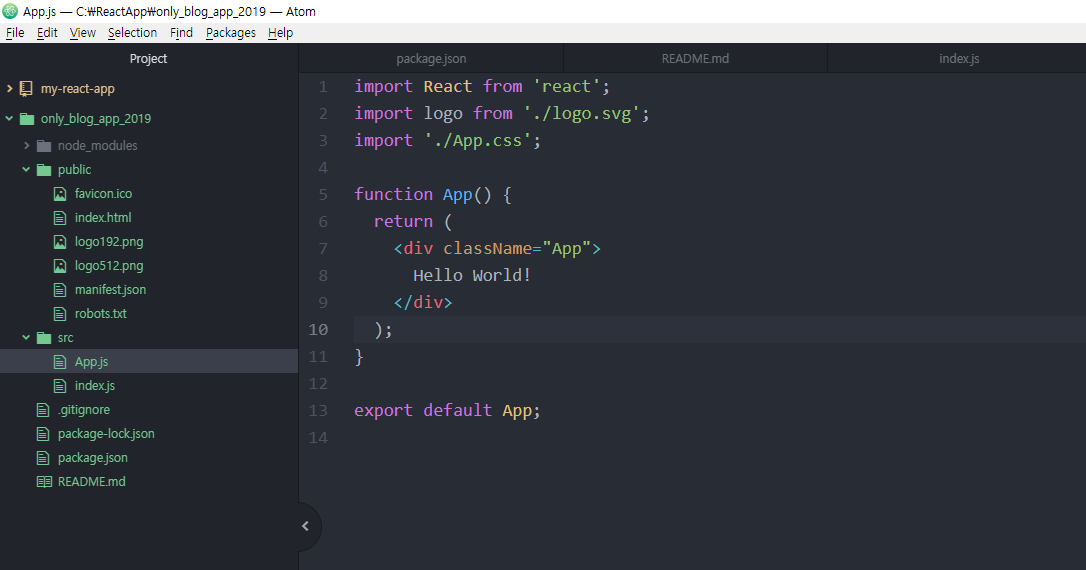 App.js — C:₩ReactApp₩only_blog_app_2019 — Atom
File Edit View Selection Find Packages Help
Project
my-react-app
only_blog_app_2019
node_modules
public
favicon.ico
index.html
logo192.png
logo512.png
manifest.json
robots.txt
src
App.js
index.js
.gitignore
package-lock.json
package.json
README.md
package.json README.md index.js
1 import React from 'react';
2 import logo from './logo.svg';
3 import './App.css';
4
5 function App() {
6 return (
7 <div className="App">
8 Hello World!
9 </div>
10 );
11 }
12
13 export default App;
14